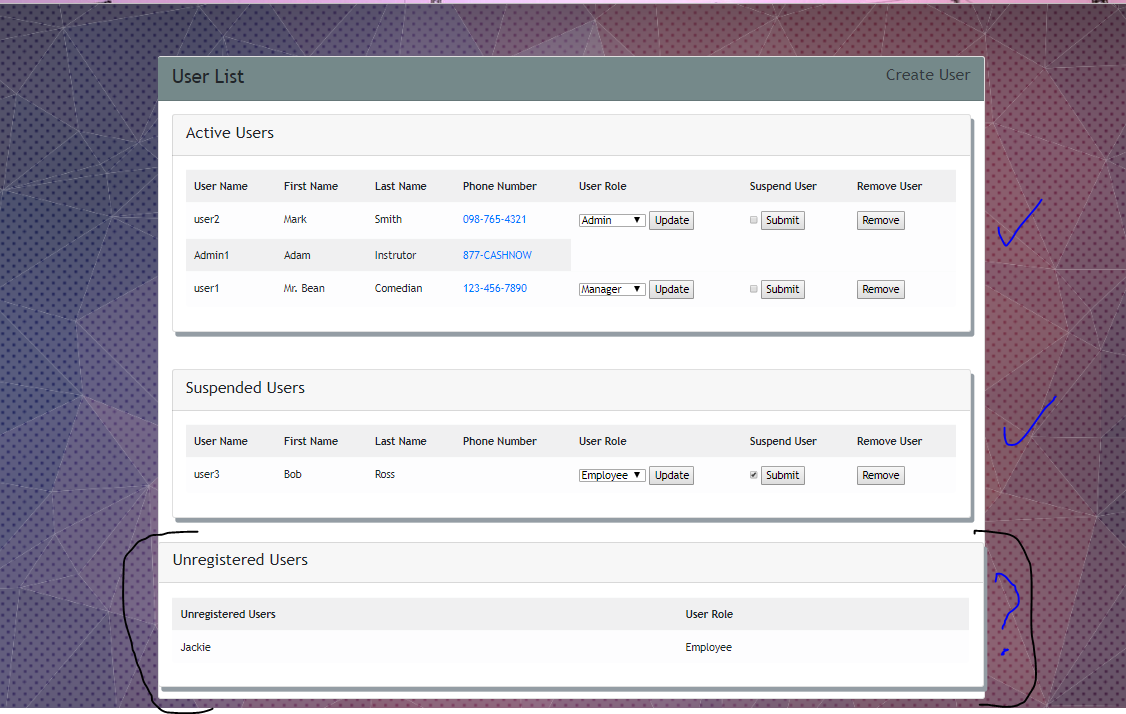 User List Create User
Active Users
User Name First Name Last Name Phone Number User Role Suspend User Remove User
user2 Mark Smith 098-765-4321 Admin Update Submit Remove
Admin1 Adam Instrutor 877-CASHNOW
user1 Mr. Bean Comedian 123-456-7890 Manager Update Submit Remove
Suspended Users
User Name First Name Last Name Phone Number User Role Suspend User Remove User
user3 Bob Ross Employee Update Submit Remove
Unregistered Users
Unregistered Users User Role
Jackie Employee
?